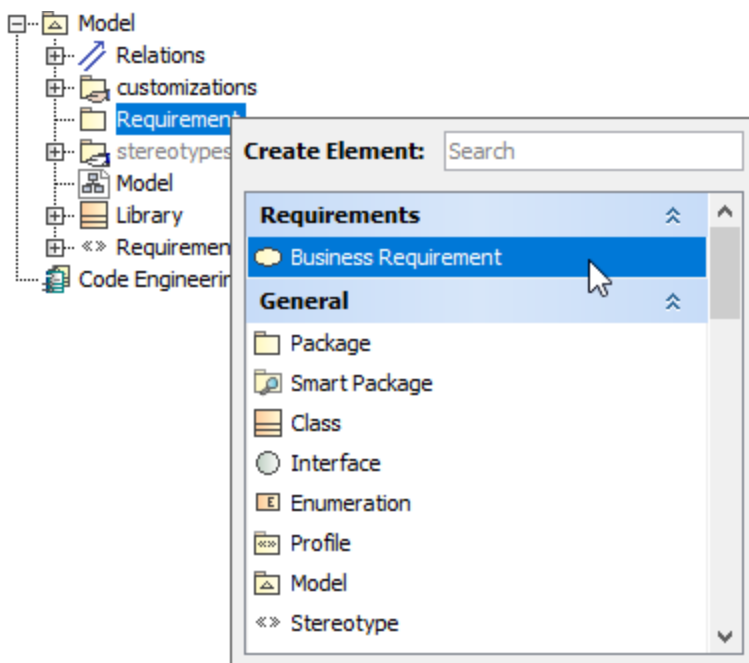 Model
Relations
customizations
Requirement
stereotypes
Model
Library
Requiremen
Code Engineerin
Create Element:
Search
Requirements
Business Requirement
General
Package
Smart Package
Class
Interface
E Enumeration
«» Profile
Model
«» Stereotype